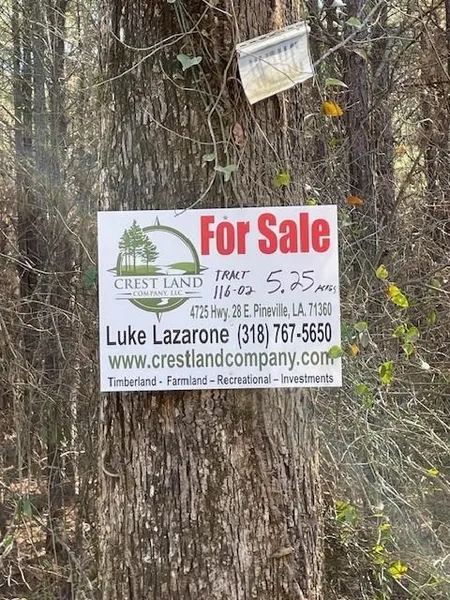 For Sale
CREST LAND
COMPANY, LLC
TRACT
116-02
5.25 acres
4725 Hwy. 28 E. Pineville, LA. 71360
Luke Lazarone (318) 767-5650
www.crestlandcompany.com
Timberland - Farmland – Recreational – Investments